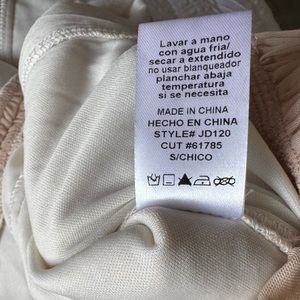 Lavar a mano
con agua fria/
secar a extendido
no usar blanqueador
planchar abaja
temperatura
si se necesita
MADE IN CHINA
HECHO EN CHINA
STYLE# JD120
CUT #61785
S/CHICO